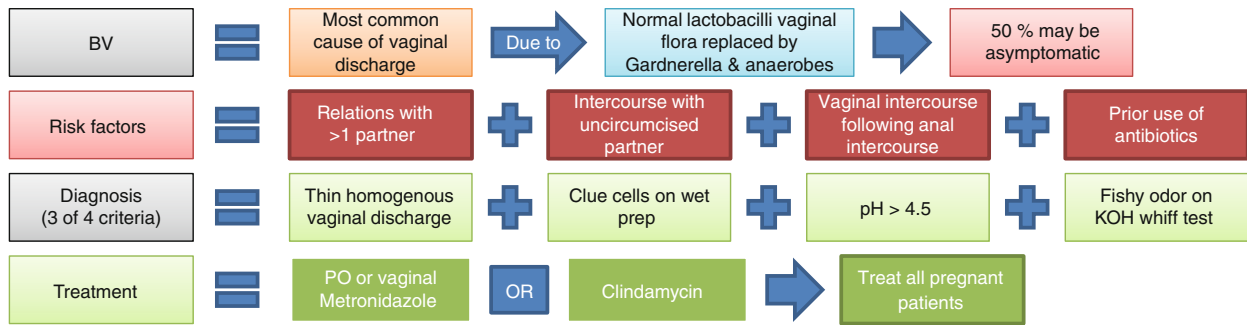 BV
Most common
cause of vaginal
discharge
Due to
Normal lactobacilli vaginal
flora replaced by
Gardnerella & anaerobes
50 % may be
asymptomatic
Risk factors
Relations with
>1 partner
Intercourse with
uncircumcised
partner
Vaginal intercourse
following anal
intercourse
Prior use of
antibiotics
Diagnosis
(3 of 4 criteria)
Thin homogenous
vaginal discharge
Clue cells on wet
prep
pH > 4.5
Fishy odor on
KOH whiff test
Treatment
PO or vaginal
Metronidazole
OR
Clindamycin
Treat all pregnant
patients